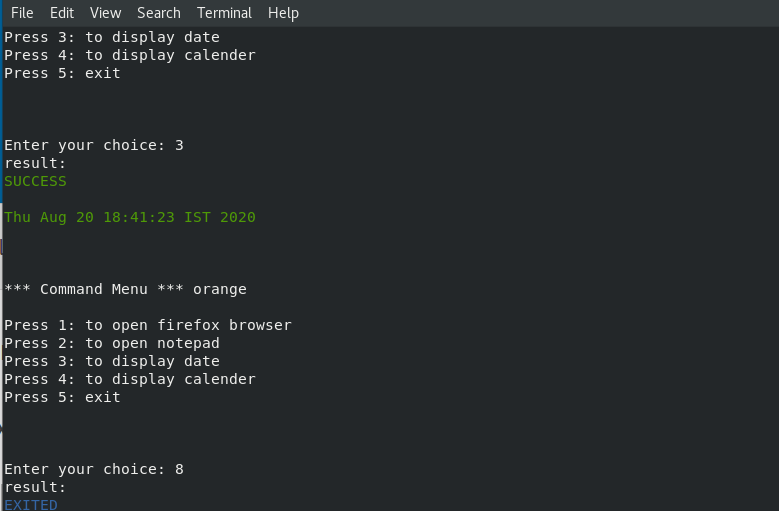 File Edit View Search Terminal Help
Press 3: to display date
Press 4: to display calender
Press 5: exit
Enter your choice: 3
result:
SUCCESS
Thu Aug 20 18:41:23 IST 2020
*** Command Menu *** orange
Press 1: to open firefox browser
Press 2: to open notepad
Press 3: to display date
Press 4: to display calender
Press 5: exit
Enter your choice: 8
result:
EXITED